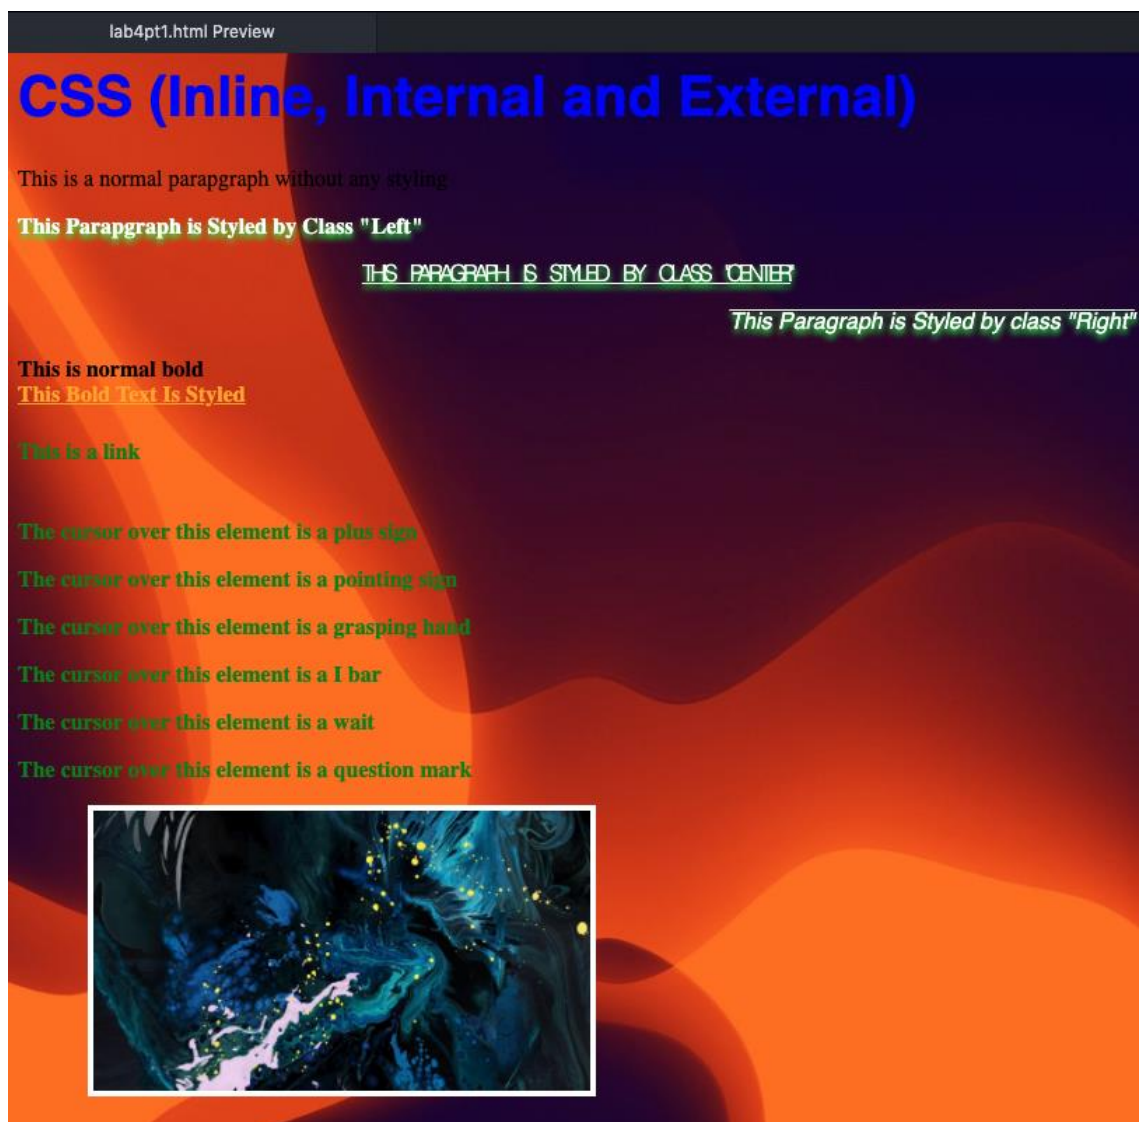 lab4pt1.html Preview
CSS (Inline, Internal and External)
This is a normal parapgraph without any styling
This Parapgraph is Styled by Class "Left"
THIS PARAGRAPH IS STYLED BY CLASS "CENTER"
This Paragraph is Styled by class "Right"
This is normal bold
This Bold Text Is Styled
This is a link
The cursor over this element is a plus sign
The cursor over this element is a pointing sign
The cursor over this element is a grasping hand
The cursor over this element is a I bar
The cursor over this element is a wait
The cursor over this element is a question mark